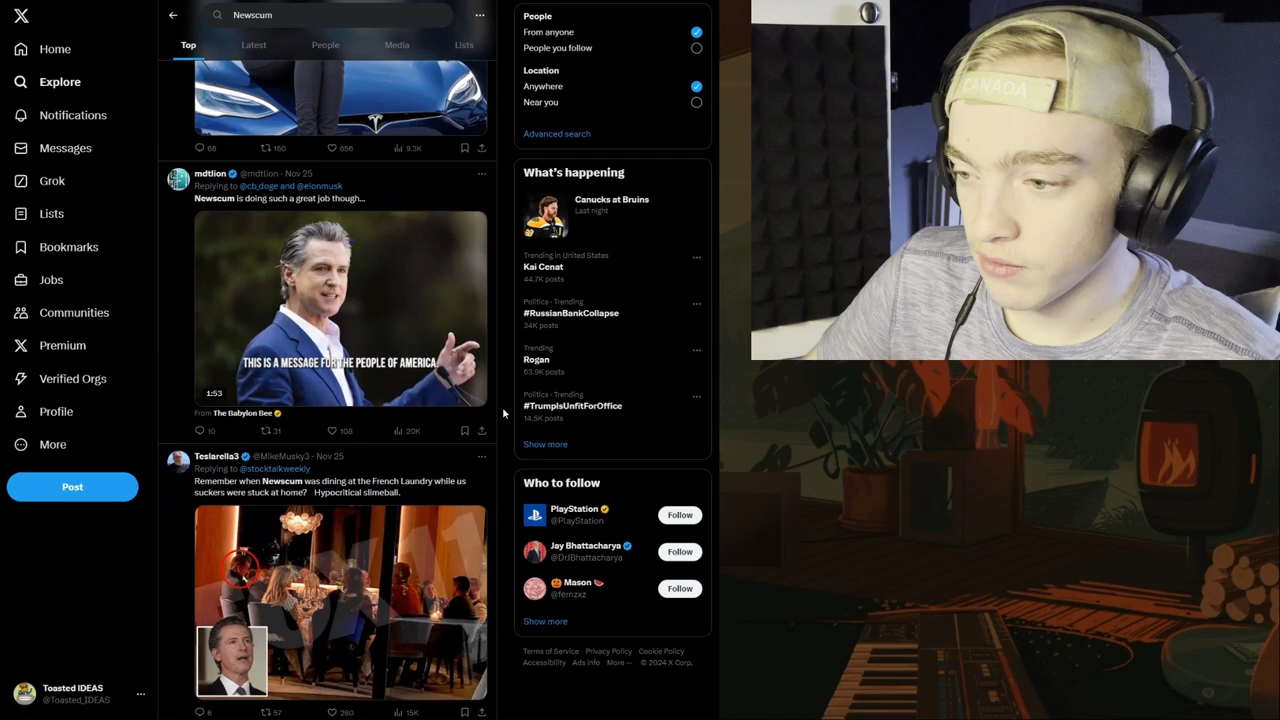 Home
Explore
Notifications
Messages
Grok
Lists
Bookmarks
Jobs
Communities
Premium
Verified Orgs
Profile
More
Post
Toasted IDEAS
@Toasted_IDEAS
Newscum
Top Latest People Media Lists
66 160 656 9.3K
mdtlion @mdtlion · Nov 25
Replying to @cb_doge and @elonmusk
Newscum is doing such a great job though...
THIS IS A MESSAGE FOR THE PEOPLE OF AMERICA.
1:53
From The Babylon Bee
10 31 108 20K
Teslarella3 @MikeMusky3 · Nov 25
Replying to @stocktalkweekly
Remember when Newscum was dining at the French Laundry while us
suckers were stuck at home? Hypocritical slimeball.
6 57 280 15K
People
From anyone
People you follow
Location
Anywhere
Near you
Advanced search
What's happening
Canucks at Bruins
Last night
Trending in United States
Kai Cenat
44.7K posts
Politics · Trending
#RussianBankCollapse
34K posts
Trending
Rogan
63.9K posts
Politics · Trending
#TrumpIsUnfitForOffice
14.5K posts
Show more
Who to follow
PlayStation
@PlayStation
Follow
Jay Bhattacharya
@DrJBhattacharya
Follow
Mason
@fernzxz
Follow
Show more
Terms of Service Privacy Policy Cookie Policy
Accessibility Ads info More ··· © 2024 X Corp.
CANADA